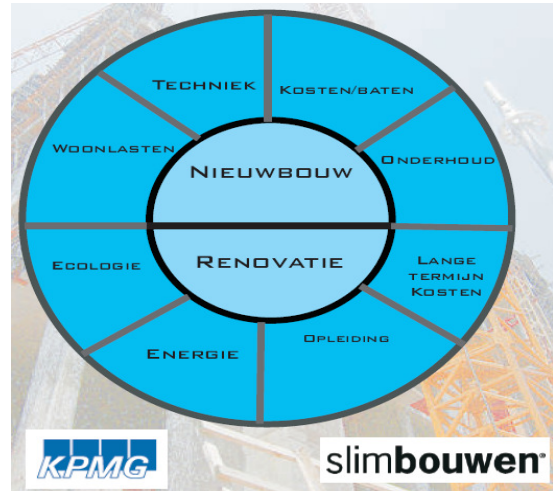 TECHNIEK
KOSTEN/BATEN
WOONLASTEN
ONDERHOUD
NIEUWBOUW
RENOVATIE
ECOLOGIE
LANGE
TERMIJN
KOSTEN
ENERGIE
OPLEIDING
KPMG
slimbouwen